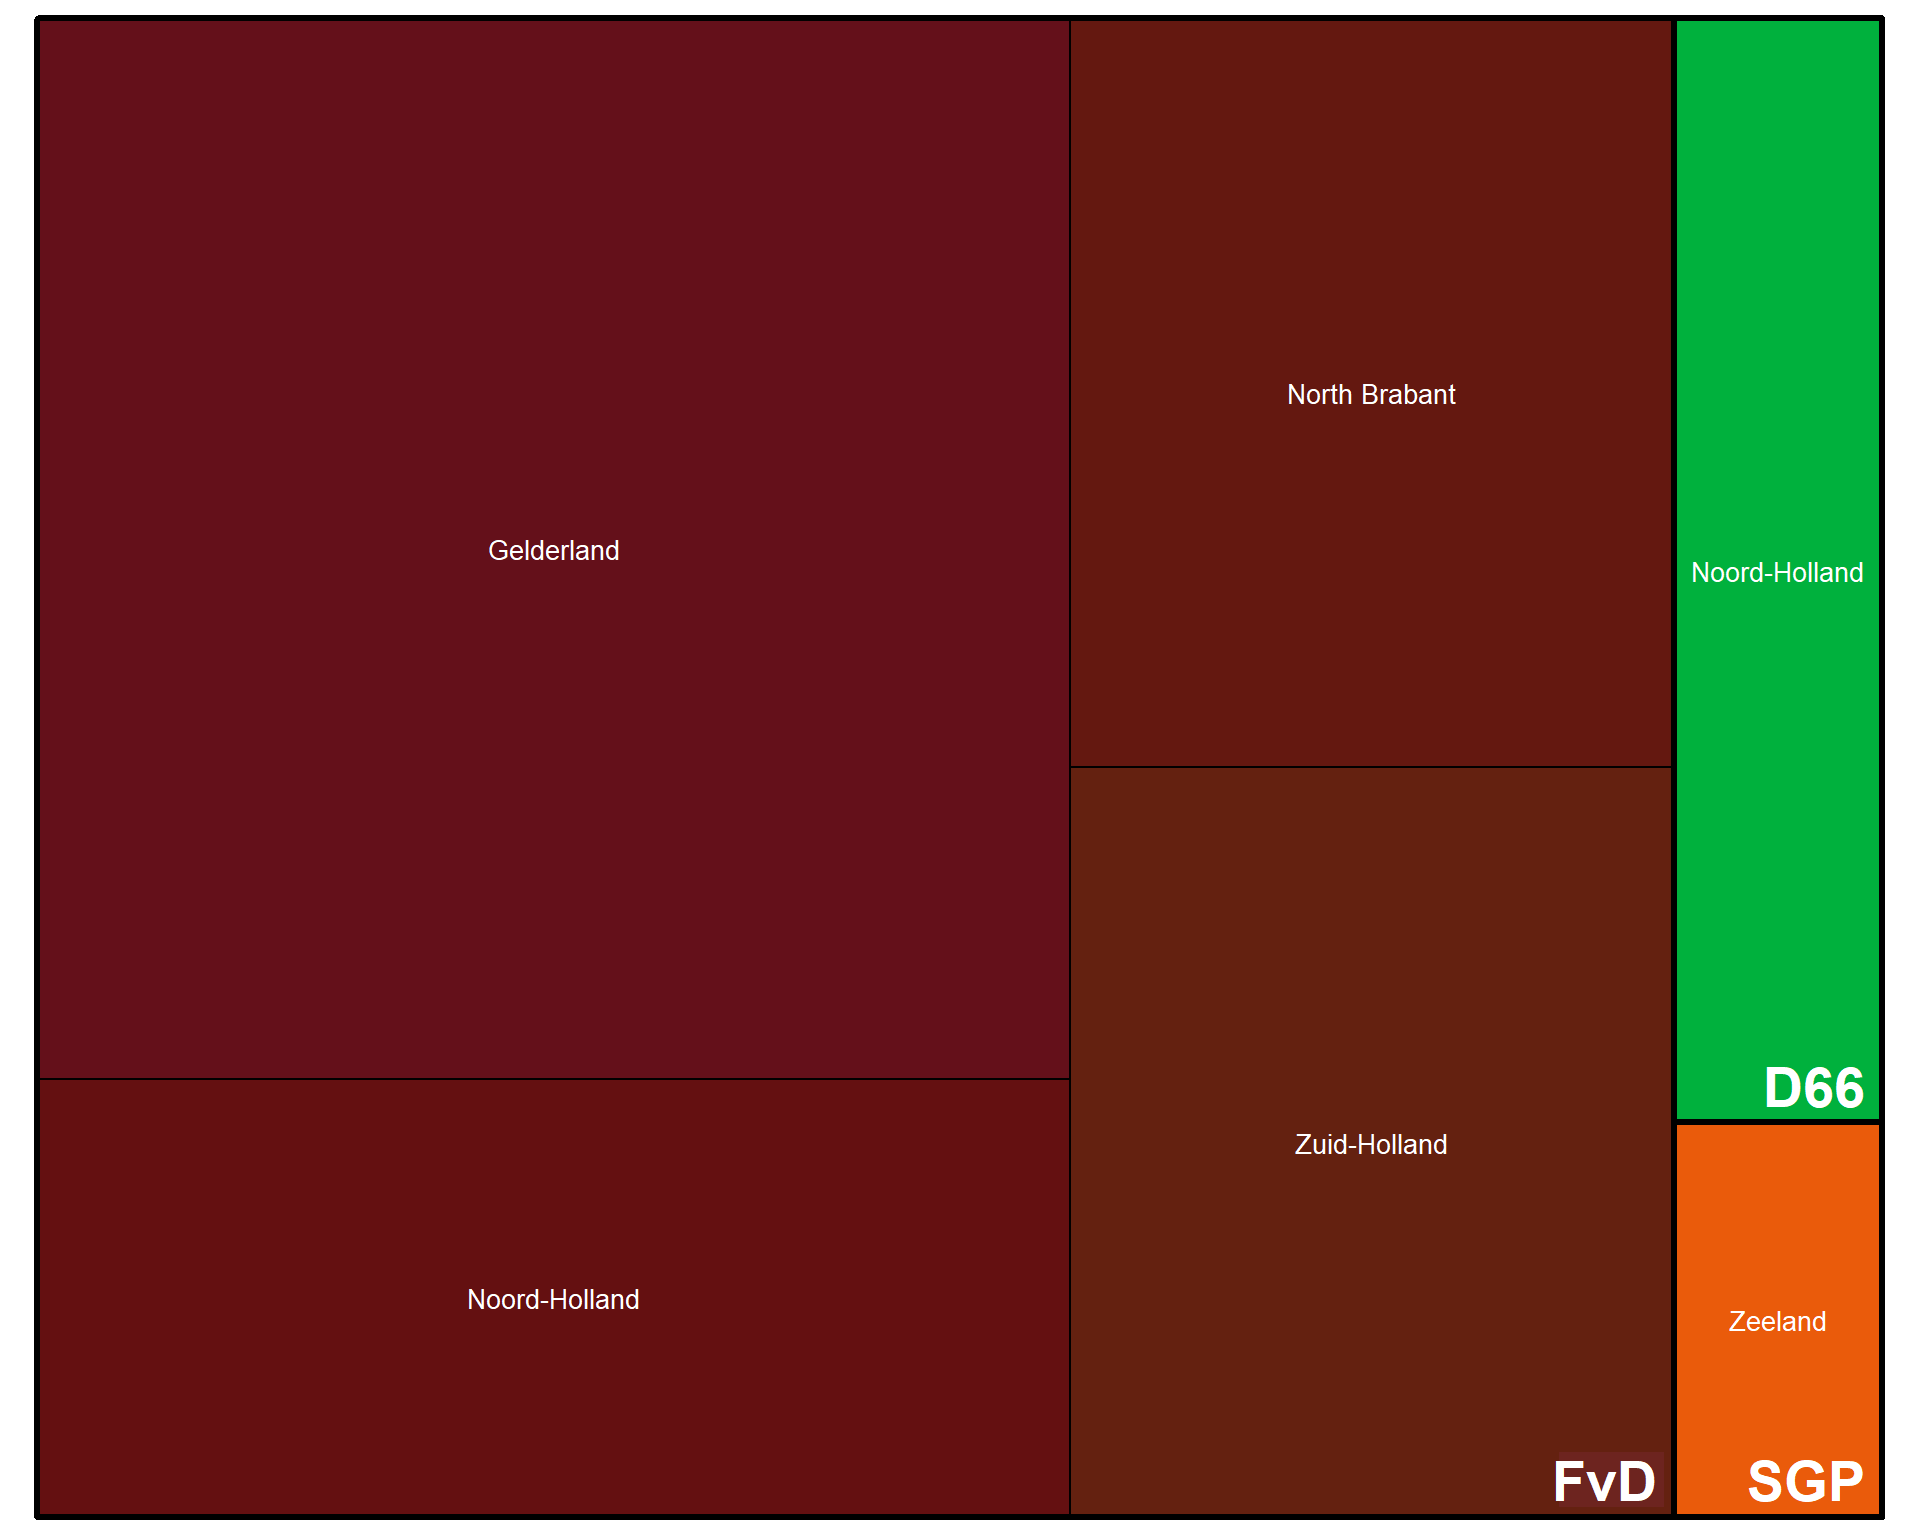 Gelderland
Noord-Holland
North Brabant
Zuid-Holland
FvD
Noord-Holland
D66
Zeeland
SGP